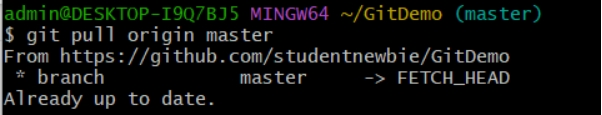 admin@DESKTOP-I9Q7BJ5 MINGW64 ~/GitDemo (master)
$ git pull origin master
From https://github.com/studentnewbie/GitDemo
 * branch            master     -> FETCH_HEAD
Already up to date.